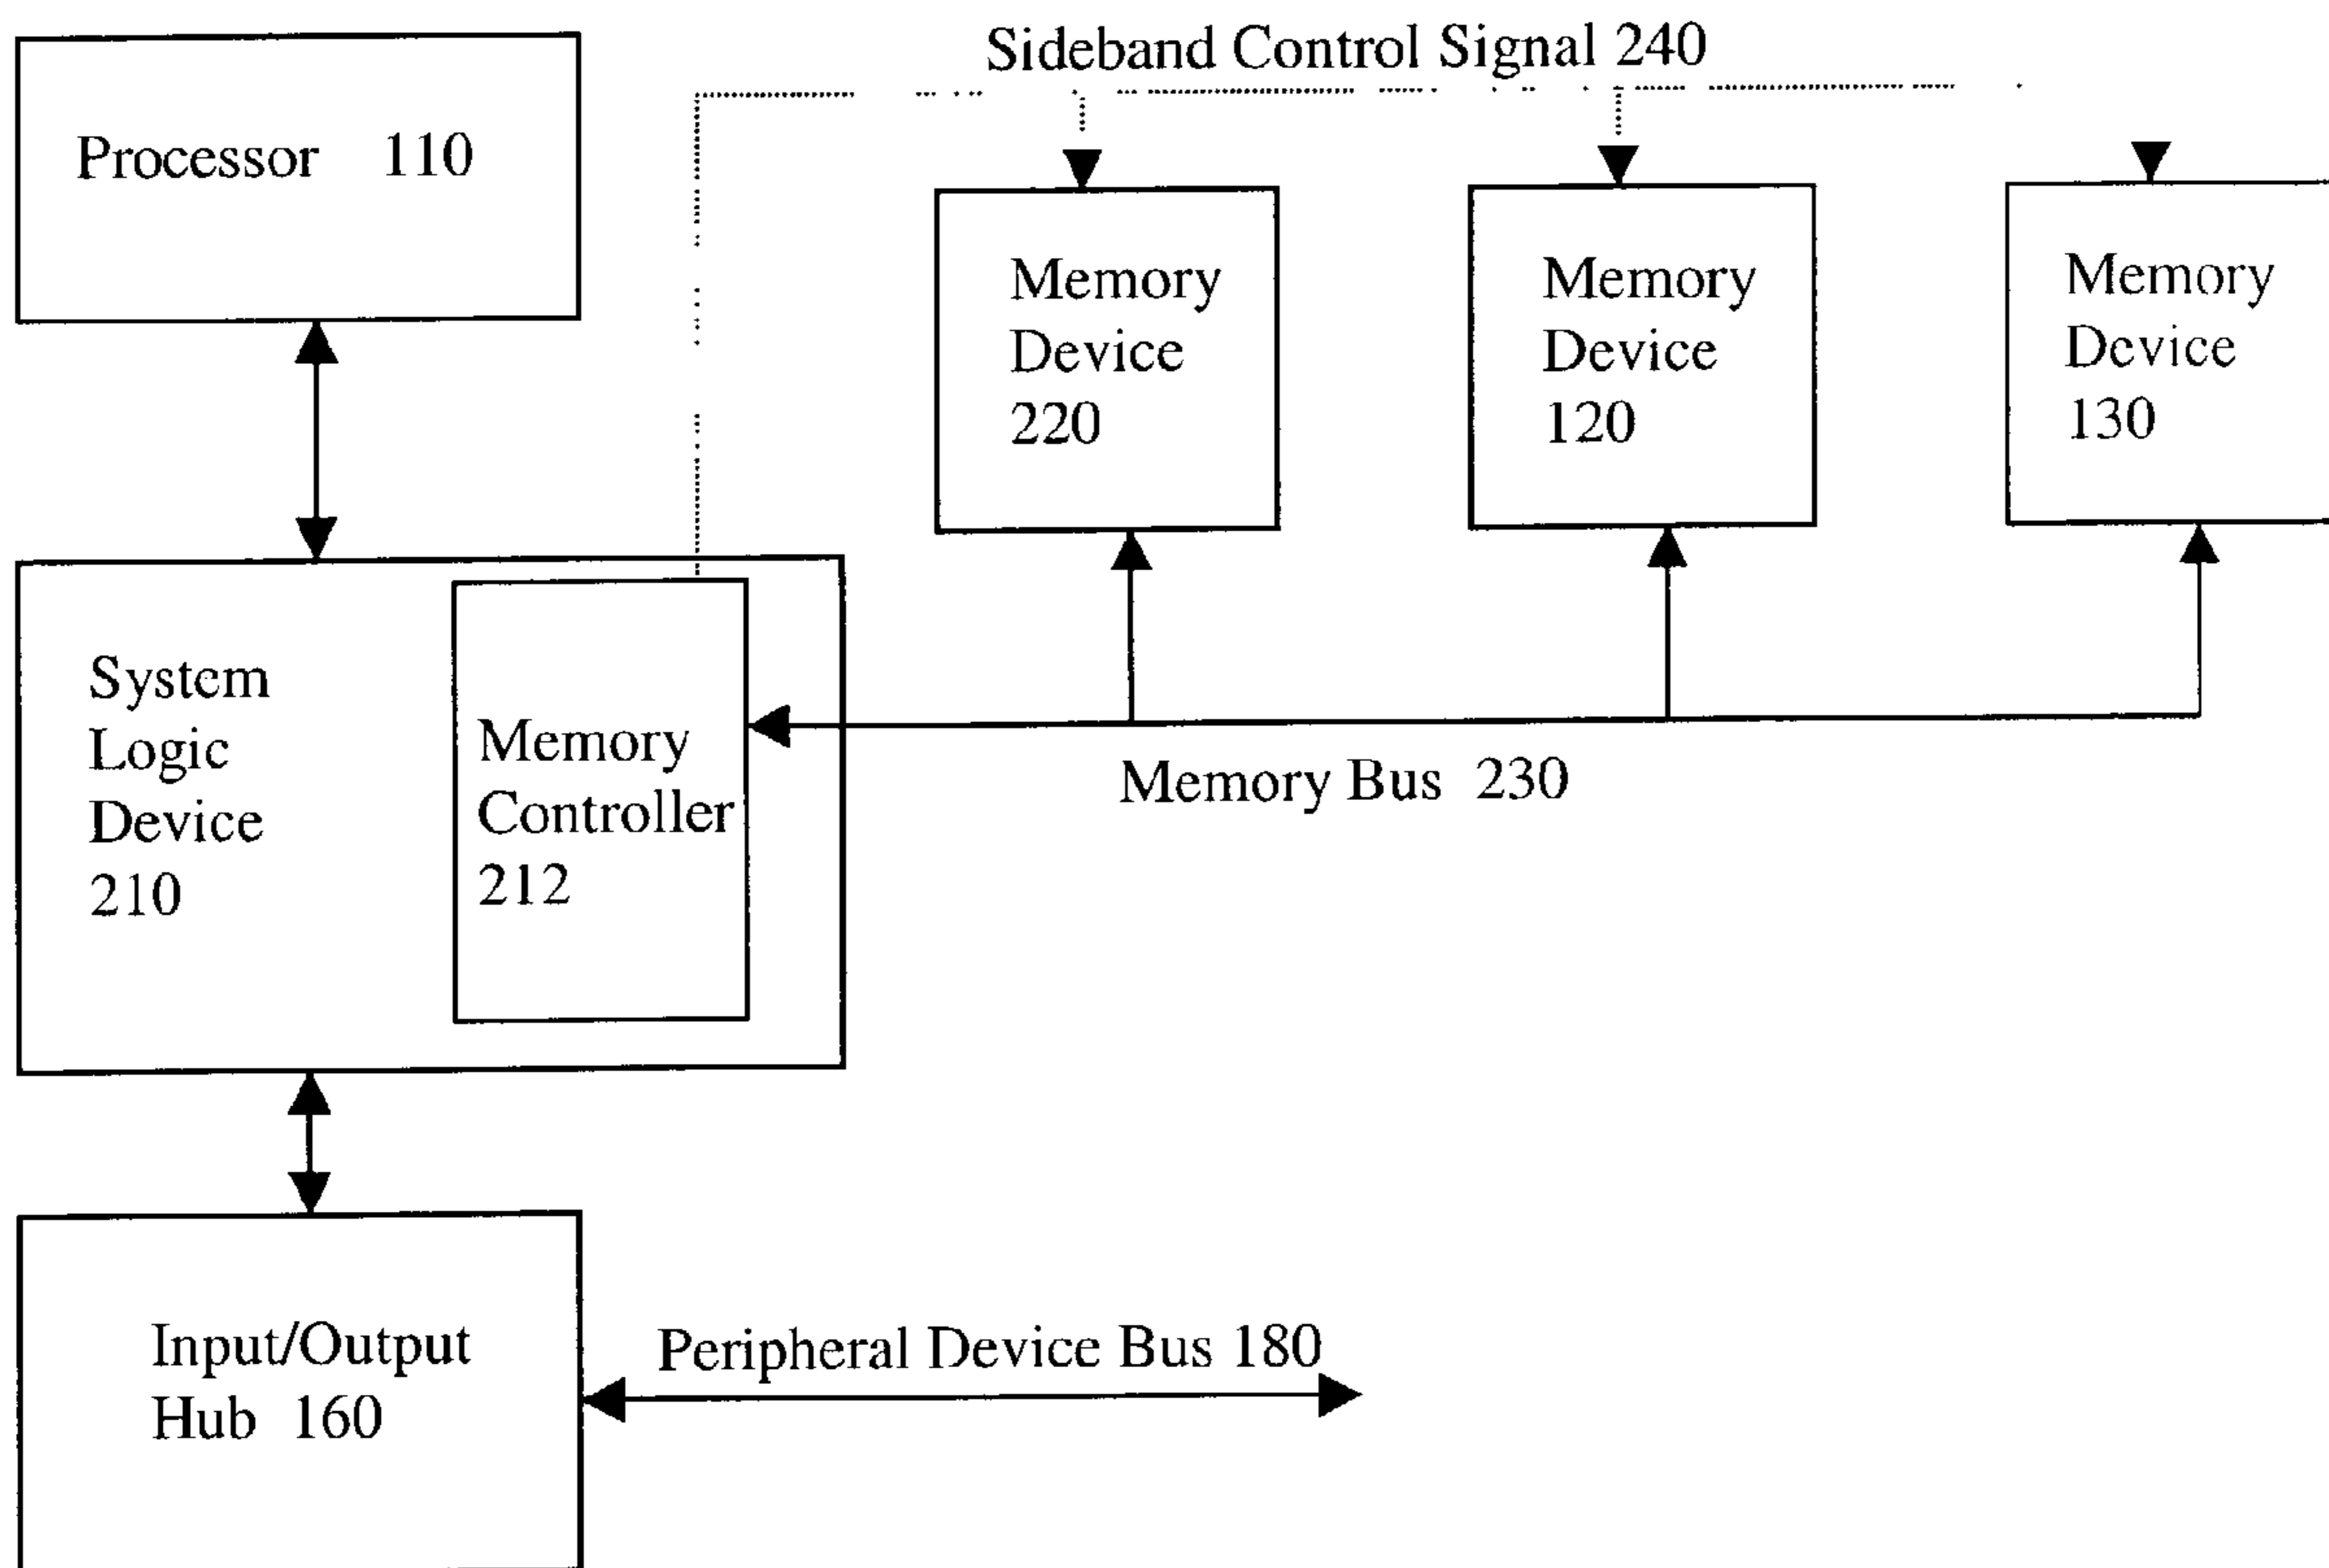 Sideband Control Signal 240
Processor 110
Memory
Device
220
Memory
Device
120
Memory
Device
130
System
Logic
Device
210
Memory
Controller
212
Memory Bus 230
Input/Output
Hub 160
Peripheral Device Bus 180